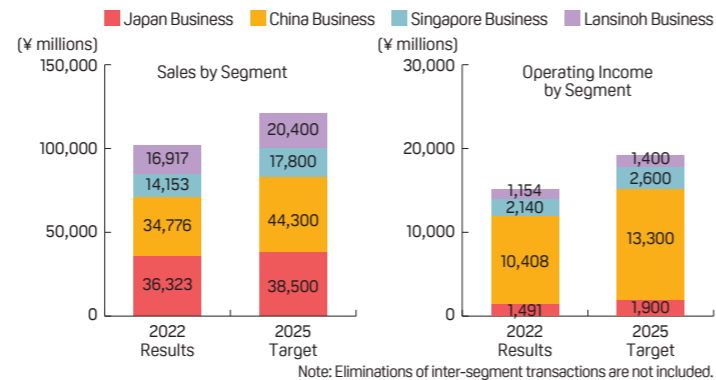 Japan Business China Business Singapore Business Lansinoh Business
(¥ millions)
150,000
100,000
50,000
0
Sales by Segment
16,917
14,153
34,776
36,323
20,400
17,800
44,300
38,500
2022
Results
2025
Target
(¥ millions)
30,000
20,000
10,000
0
Operating Income
by Segment
1,154
2,140
10,408
1,491
1,400
2,600
13,300
1,900
2022
Results
2025
Target
Note: Eliminations of inter-segment transactions are not included.